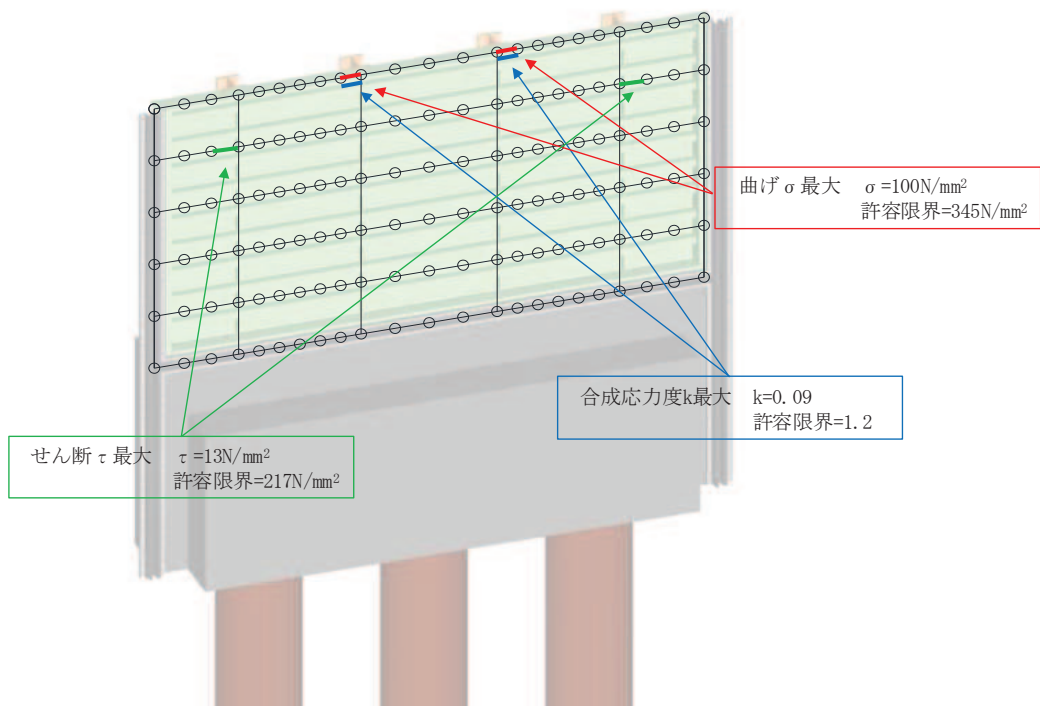 曲げσ最大　σ=100N/mm²
許容限界=345N/mm²
合成応力度k最大　k=0.09
許容限界=1.2
せん断τ最大　τ=13N/mm²
許容限界=217N/mm²